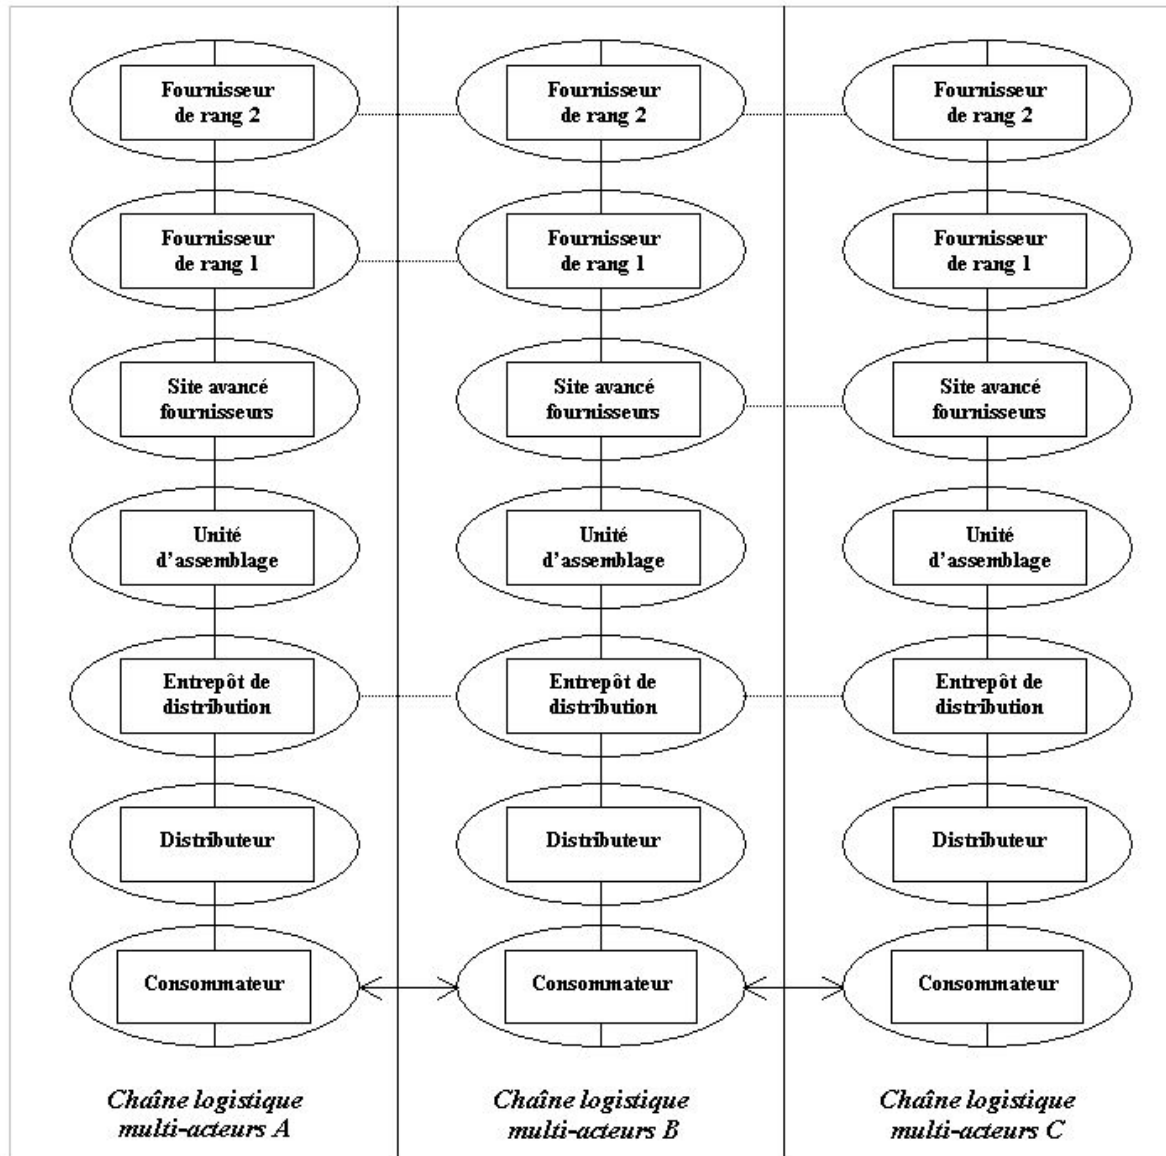 Fournisseur
de rang 2
Fournisseur
de rang 2
Fournisseur
de rang 2
Fournisseur
de rang 1
Fournisseur
de rang 1
Fournisseur
de rang 1
Site avancé
fournisseurs
Site avancé
fournisseurs
Site avancé
fournisseurs
Unité
d'assemblage
Unité
d'assemblage
Unité
d'assemblage
Entrepôt de
distribution
Entrepôt de
distribution
Entrepôt de
distribution
Distributeur
Distributeur
Distributeur
Consommateur
Consommateur
Consommateur
Chaîne logistique
multi-acteurs A
Chaîne logistique
multi-acteurs B
Chaîne logistique
multi-acteurs C